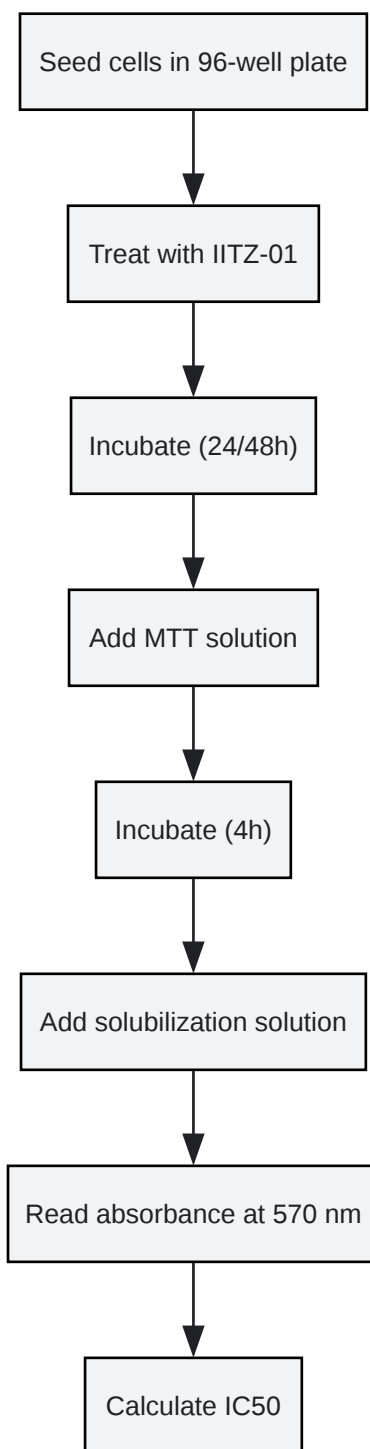 Seed cells in 96-well plate
Treat with IITZ-01
Incubate (24/48h)
Add MTT solution
Incubate (4h)
Add solubilization solution
Read absorbance at 570 nm
Calculate IC50